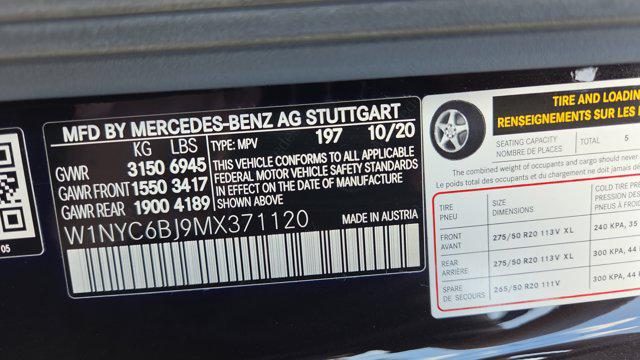 MFD BY MERCEDES-BENZ AG STUTTGART
KG LBS TYPE: MPV 197 10/20
GVWR 3150 6945
GAWR FRONT 1550 3417
GAWR REAR 1900 4189
THIS VEHICLE CONFORMS TO ALL APPLICABLE
FEDERAL MOTOR VEHICLE SAFETY STANDARDS
IN EFFECT ON THE DATE OF MANUFACTURE
SHOWN ABOVE
W1NYC6BJ9MX371120
MADE IN AUSTRIA
05
TIRE AND LOADIN
RENSEIGNEMENTS SUR LES
SEATING CAPACITY
NOMBRE DE PLACES
TOTAL 5
The combined weight of occupants and cargo should never
Le poids total des occupants et du chargement ne doit
TIRE
PNEU
SIZE
DIMENSIONS
COLD TIRE
PRESSION
DE
FRONT
AVANT
275/50 R20 113V XL
240 KPA, 35
REAR
ARRIÈRE
275/50 R20 113V XL
300 KPA, 44
SPARE
DE SECOURS
265/50 R20 111V
300 KPA, 44